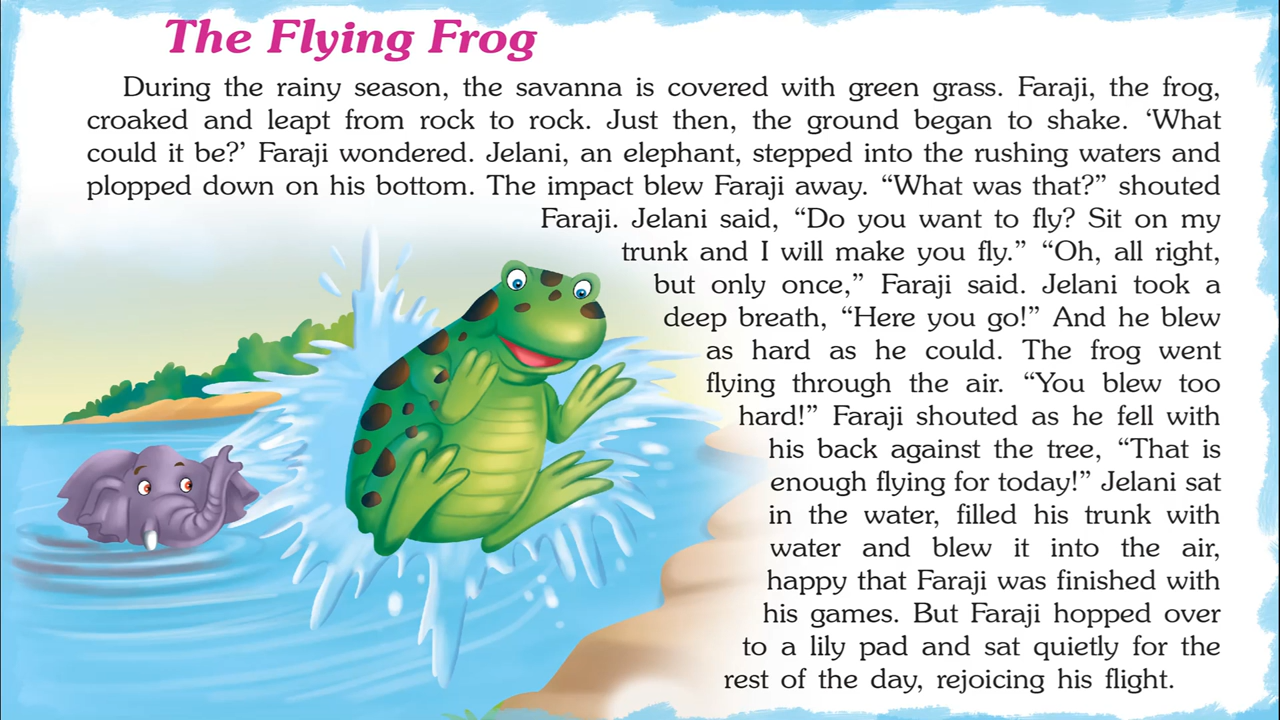 The Flying Frog
During the rainy season, the savanna is covered with green grass. Faraji, the frog,
croaked and leapt from rock to rock. Just then, the ground began to shake. ‘What
could it be?’ Faraji wondered. Jelani, an elephant, stepped into the rushing waters and
plopped down on his bottom. The impact blew Faraji away. “What was that?” shouted
Faraji. Jelani said, “Do you want to fly? Sit on my
trunk and I will make you fly.” “Oh, all right,
but only once,” Faraji said. Jelani took a
deep breath, “Here you go!” And he blew
as hard as he could. The frog went
flying through the air. “You blew too
hard!” Faraji shouted as he fell with
his back against the tree, “That is
enough flying for today!” Jelani sat
in the water, filled his trunk with
water and blew it into the air,
happy that Faraji was finished with
his games. But Faraji hopped over
to a lily pad and sat quietly for the
rest of the day, rejoicing his flight.